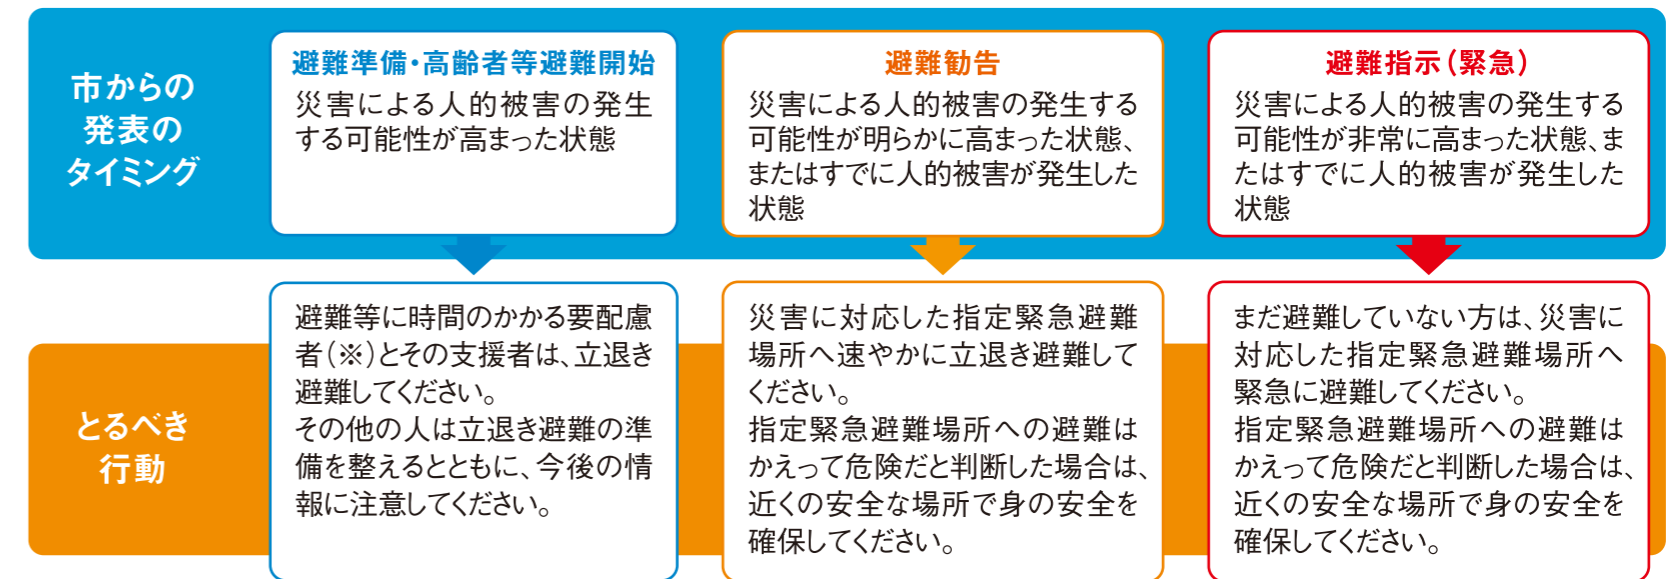 市からの
発表の
タイミング
避難準備・高齢者等避難開始
災害による人的被害の発生
する可能性が高まった状態
避難勧告
災害による人的被害の発生する
可能性が明らかに高まった状態、
またはすでに人的被害が発生した
状態
避難指示（緊急）
災害による人的被害の発生する
可能性が非常に高まった状態、ま
たはすでに人的被害が発生した
状態
とるべき
行動
避難等に時間のかかる要配慮
者（※）とその支援者は、立退き
避難してください。
その他の人は立退き避難の準
備を整えるとともに、今後の情
報に注意してください。
災害に対応した指定緊急避難
場所へ速やかに立退き避難して
ください。
指定緊急避難場所への避難は
かえって危険だと判断した場合は、
近くの安全な場所で身の安全を
確保してください。
まだ避難していない方は、災害に
対応した指定緊急避難場所へ
緊急に避難してください。
指定緊急避難場所への避難は
かえって危険だと判断した場合は、
近くの安全な場所で身の安全を
確保してください。